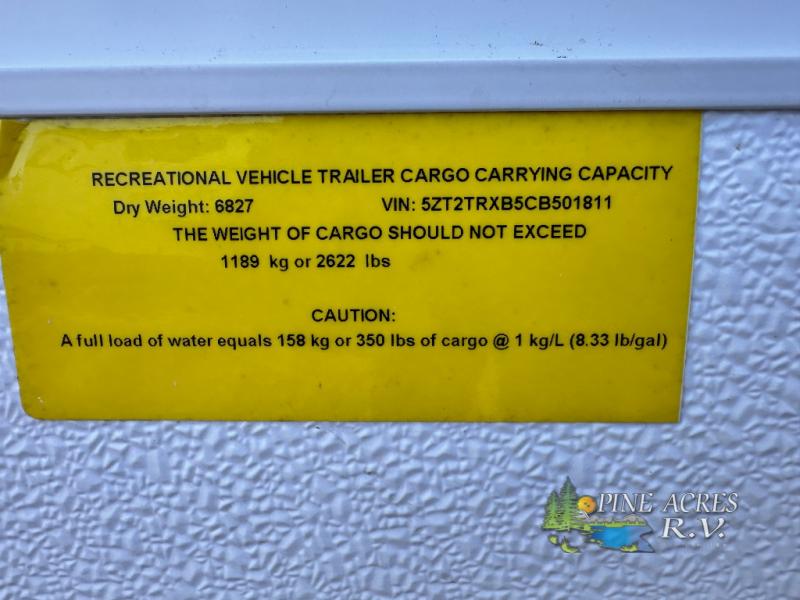 RECREATIONAL VEHICLE TRAILER CARGO CARRYING CAPACITY
Dry Weight: 6827 VIN: 5ZT2TRXB5CB501811
THE WEIGHT OF CARGO SHOULD NOT EXCEED
1189 kg or 2622 lbs
CAUTION:
A full load of water equals 158 kg or 350 lbs of cargo @ 1 kg/L (8.33 lb/gal)
PINE ACRES
R.V.